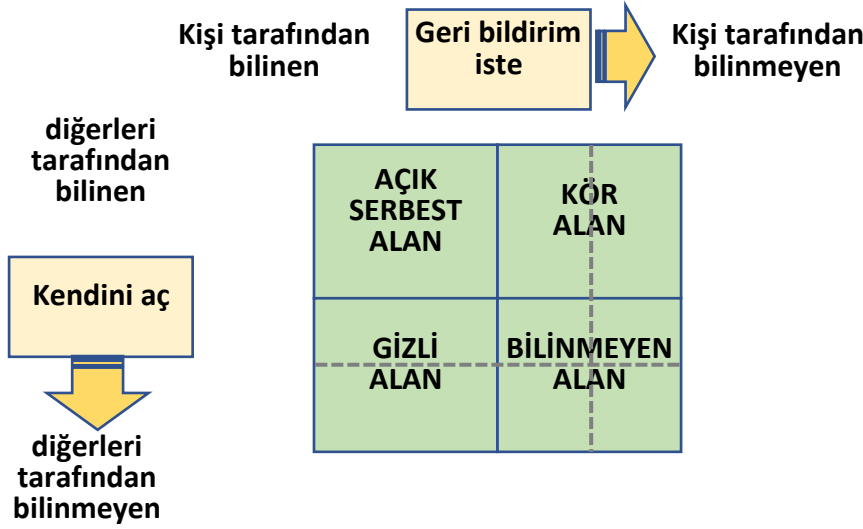 Kişi tarafından
bilinen
Geri bildirim
iste
Kişi tarafından
bilinmeyen
diğerleri
tarafından
bilinen
AÇIK
SERBEST
ALAN
KÖR
ALAN
Kendini aç
GİZLİ
ALAN
BİLİNMEYEN
ALAN
diğerleri
tarafından
bilinmeyen